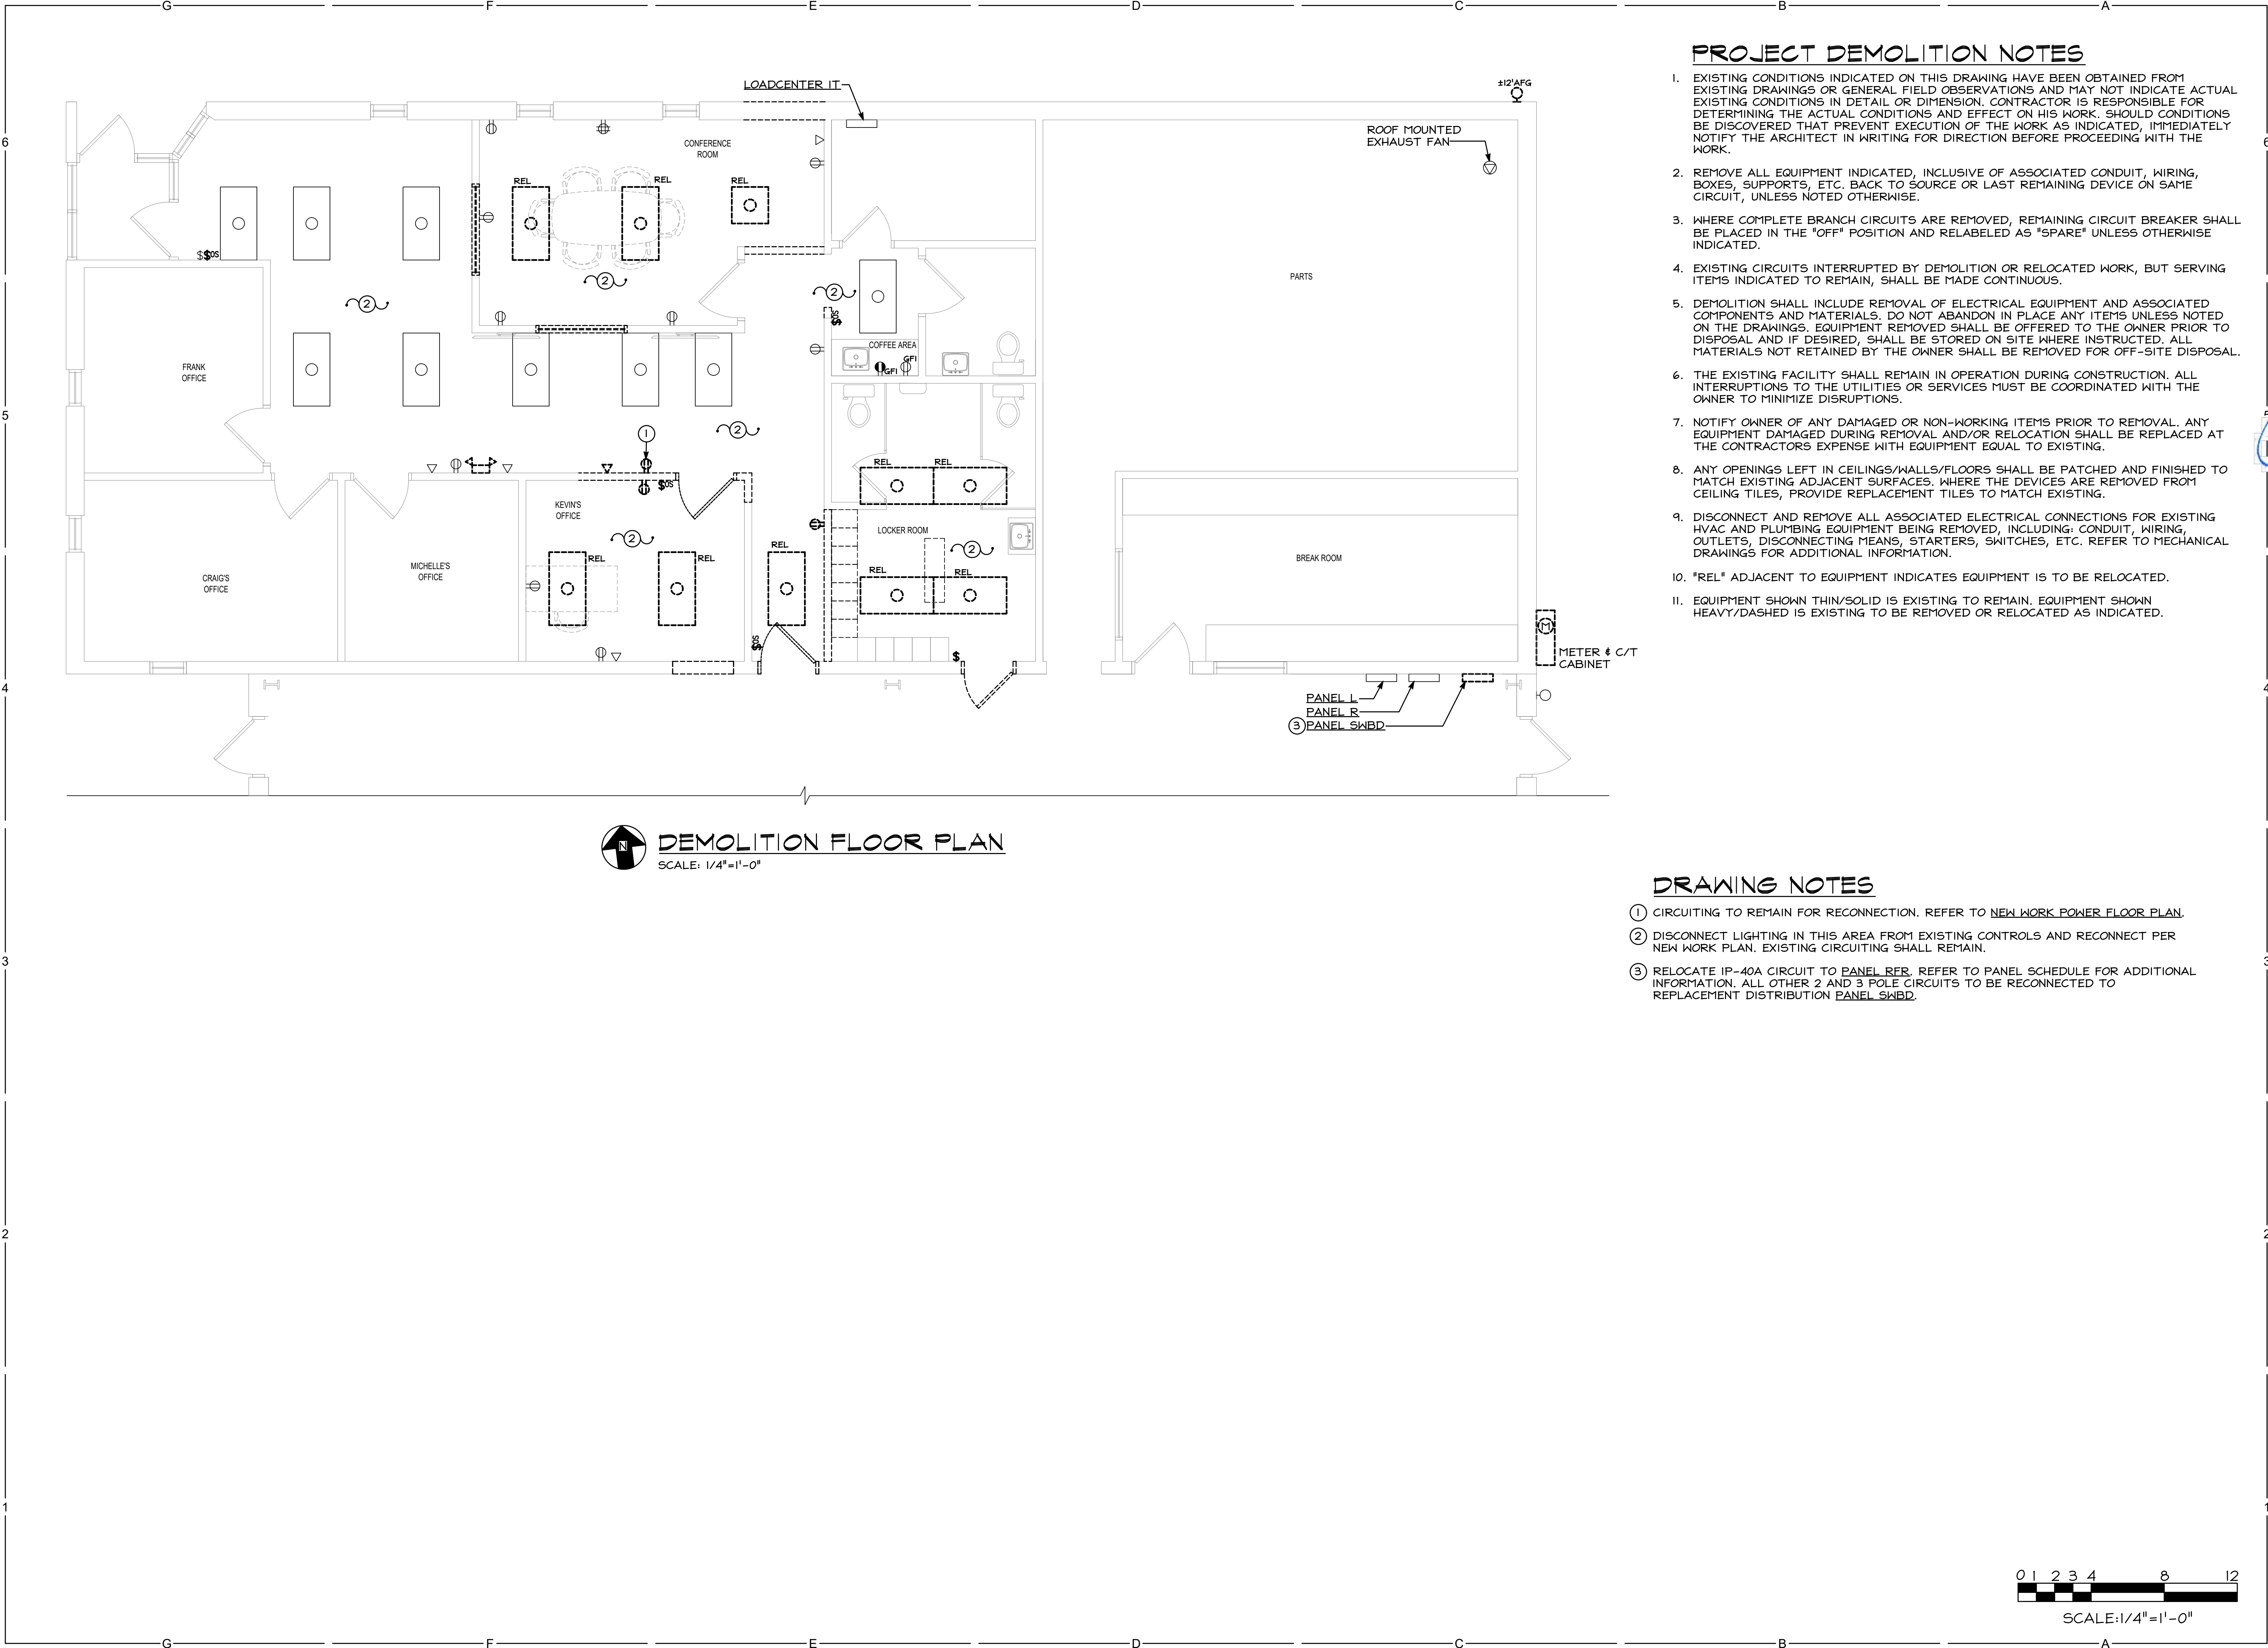 G F E D C B A
LOADCENTER 1T
±12'AFG
6
ROOF MOUNTED
EXHAUST FAN
CONFERENCE
ROOM
REL REL REL
$$OS
2
2
2
PARTS
$OS
COFFEE AREA
GFI
GFI
FRANK
OFFICE
5
1
2
REL REL
$OS
KEVIN'S
OFFICE
2
LOCKER ROOM
2
REL REL REL
REL REL
MICHELLE'S
OFFICE
CRAIG'S
OFFICE
BREAK ROOM
$OS
$
M
METER & C/T
CABINET
4
PANEL L
PANEL R
3 PANEL SWBD
N
DEMOLITION FLOOR PLAN
SCALE: 1/4"=1'-0"
PROJECT DEMOLITION NOTES
1. EXISTING CONDITIONS INDICATED ON THIS DRAWING HAVE BEEN OBTAINED FROM
EXISTING DRAWINGS OR GENERAL FIELD OBSERVATIONS AND MAY NOT INDICATE ACTUAL
EXISTING CONDITIONS IN DETAIL OR DIMENSION. CONTRACTOR IS RESPONSIBLE FOR
DETERMINING THE ACTUAL CONDITIONS AND EFFECT ON HIS WORK. SHOULD CONDITIONS
BE DISCOVERED THAT PREVENT EXECUTION OF THE WORK AS INDICATED, IMMEDIATELY
NOTIFY THE ARCHITECT IN WRITING FOR DIRECTION BEFORE PROCEEDING WITH THE
WORK.
2. REMOVE ALL EQUIPMENT INDICATED, INCLUSIVE OF ASSOCIATED CONDUIT, WIRING,
BOXES, SUPPORTS, ETC. BACK TO SOURCE OR LAST REMAINING DEVICE ON SAME
CIRCUIT, UNLESS NOTED OTHERWISE.
3. WHERE COMPLETE BRANCH CIRCUITS ARE REMOVED, REMAINING CIRCUIT BREAKER SHALL
BE PLACED IN THE "OFF" POSITION AND RELABELED AS "SPARE" UNLESS OTHERWISE
INDICATED.
4. EXISTING CIRCUITS INTERRUPTED BY DEMOLITION OR RELOCATED WORK, BUT SERVING
ITEMS INDICATED TO REMAIN, SHALL BE MADE CONTINUOUS.
5. DEMOLITION SHALL INCLUDE REMOVAL OF ELECTRICAL EQUIPMENT AND ASSOCIATED
COMPONENTS AND MATERIALS. DO NOT ABANDON IN PLACE ANY ITEMS UNLESS NOTED
ON THE DRAWINGS. EQUIPMENT REMOVED SHALL BE OFFERED TO THE OWNER PRIOR TO
DISPOSAL AND IF DESIRED, SHALL BE STORED ON SITE WHERE INSTRUCTED. ALL
MATERIALS NOT RETAINED BY THE OWNER SHALL BE REMOVED FOR OFF-SITE DISPOSAL.
6. THE EXISTING FACILITY SHALL REMAIN IN OPERATION DURING CONSTRUCTION. ALL
INTERRUPTIONS TO THE UTILITIES OR SERVICES MUST BE COORDINATED WITH THE
OWNER TO MINIMIZE DISRUPTIONS.
7. NOTIFY OWNER OF ANY DAMAGED OR NON-WORKING ITEMS PRIOR TO REMOVAL. ANY
EQUIPMENT DAMAGED DURING REMOVAL AND/OR RELOCATION SHALL BE REPLACED AT
THE CONTRACTORS EXPENSE WITH EQUIPMENT EQUAL TO EXISTING.
8. ANY OPENINGS LEFT IN CEILINGS/WALLS/FLOORS SHALL BE PATCHED AND FINISHED TO
MATCH EXISTING ADJACENT SURFACES. WHERE THE DEVICES ARE REMOVED FROM
CEILING TILES, PROVIDE REPLACEMENT TILES TO MATCH EXISTING.
9. DISCONNECT AND REMOVE ALL ASSOCIATED ELECTRICAL CONNECTIONS FOR EXISTING
HVAC AND PLUMBING EQUIPMENT BEING REMOVED, INCLUDING: CONDUIT, WIRING,
OUTLETS, DISCONNECTING MEANS, STARTERS, SWITCHES, ETC. REFER TO MECHANICAL
DRAWINGS FOR ADDITIONAL INFORMATION.
10. "REL" ADJACENT TO EQUIPMENT INDICATES EQUIPMENT IS TO BE RELOCATED.
11. EQUIPMENT SHOWN THIN/SOLID IS EXISTING TO REMAIN. EQUIPMENT SHOWN
HEAVY/DASHED IS EXISTING TO BE REMOVED OR RELOCATED AS INDICATED.
DRAWING NOTES
1 CIRCUITING TO REMAIN FOR RECONNECTION. REFER TO NEW WORK POWER FLOOR PLAN.
2 DISCONNECT LIGHTING IN THIS AREA FROM EXISTING CONTROLS AND RECONNECT PER
NEW WORK PLAN. EXISTING CIRCUITING SHALL REMAIN.
3 RELOCATE 1P-40A CIRCUIT TO PANEL RFR. REFER TO PANEL SCHEDULE FOR ADDITIONAL
INFORMATION. ALL OTHER 2 AND 3 POLE CIRCUITS TO BE RECONNECTED TO
REPLACEMENT DISTRIBUTION PANEL SWBD.
3
2
1
0 1 2 3 4 8 12
SCALE:1/4"=1'-0"
G F E D C B A